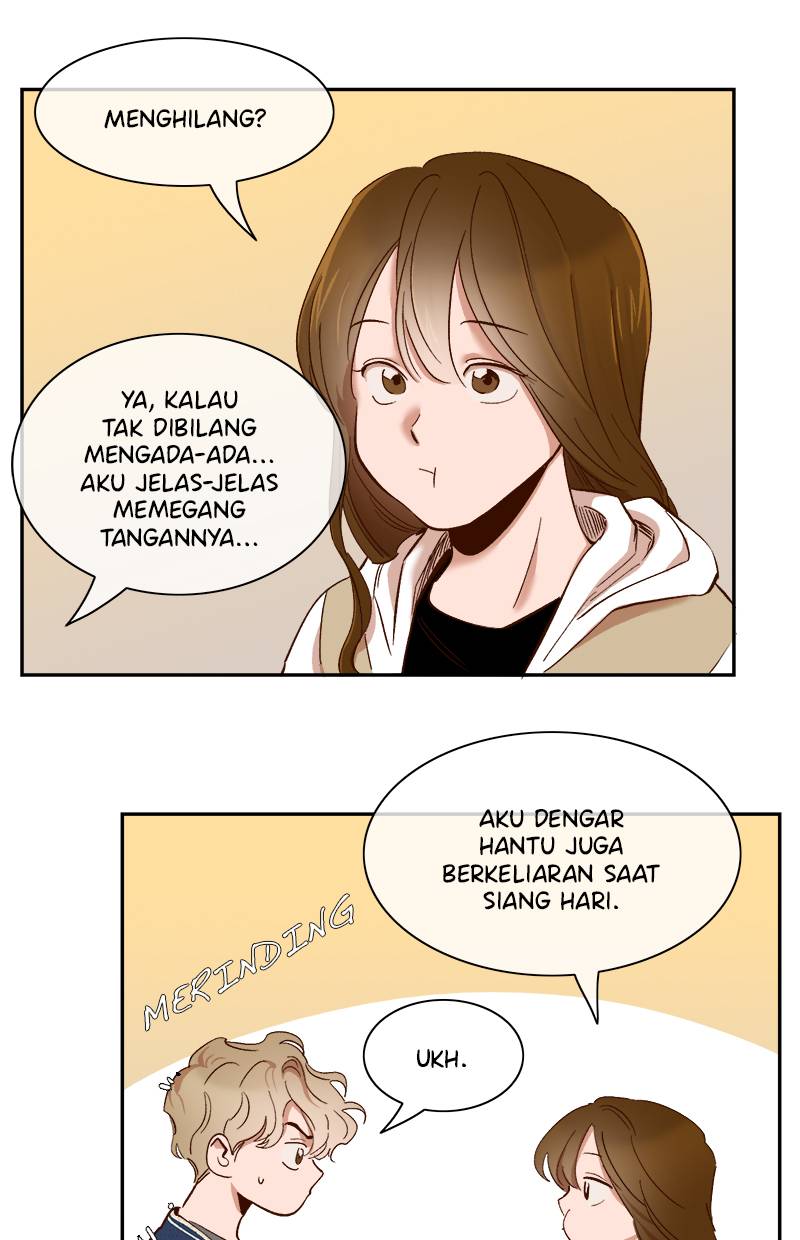 MENGHILANG?
YA, KALAU
TAK DIBILANG
MENGADA-ADA...
AKU JELAS-JELAS
MEMEGANG
TANGANNYA...
AKU DENGAR
HANTU JUGA
BERKELIARAN SAAT
SIANG HARI.
MERINDING
UKH.